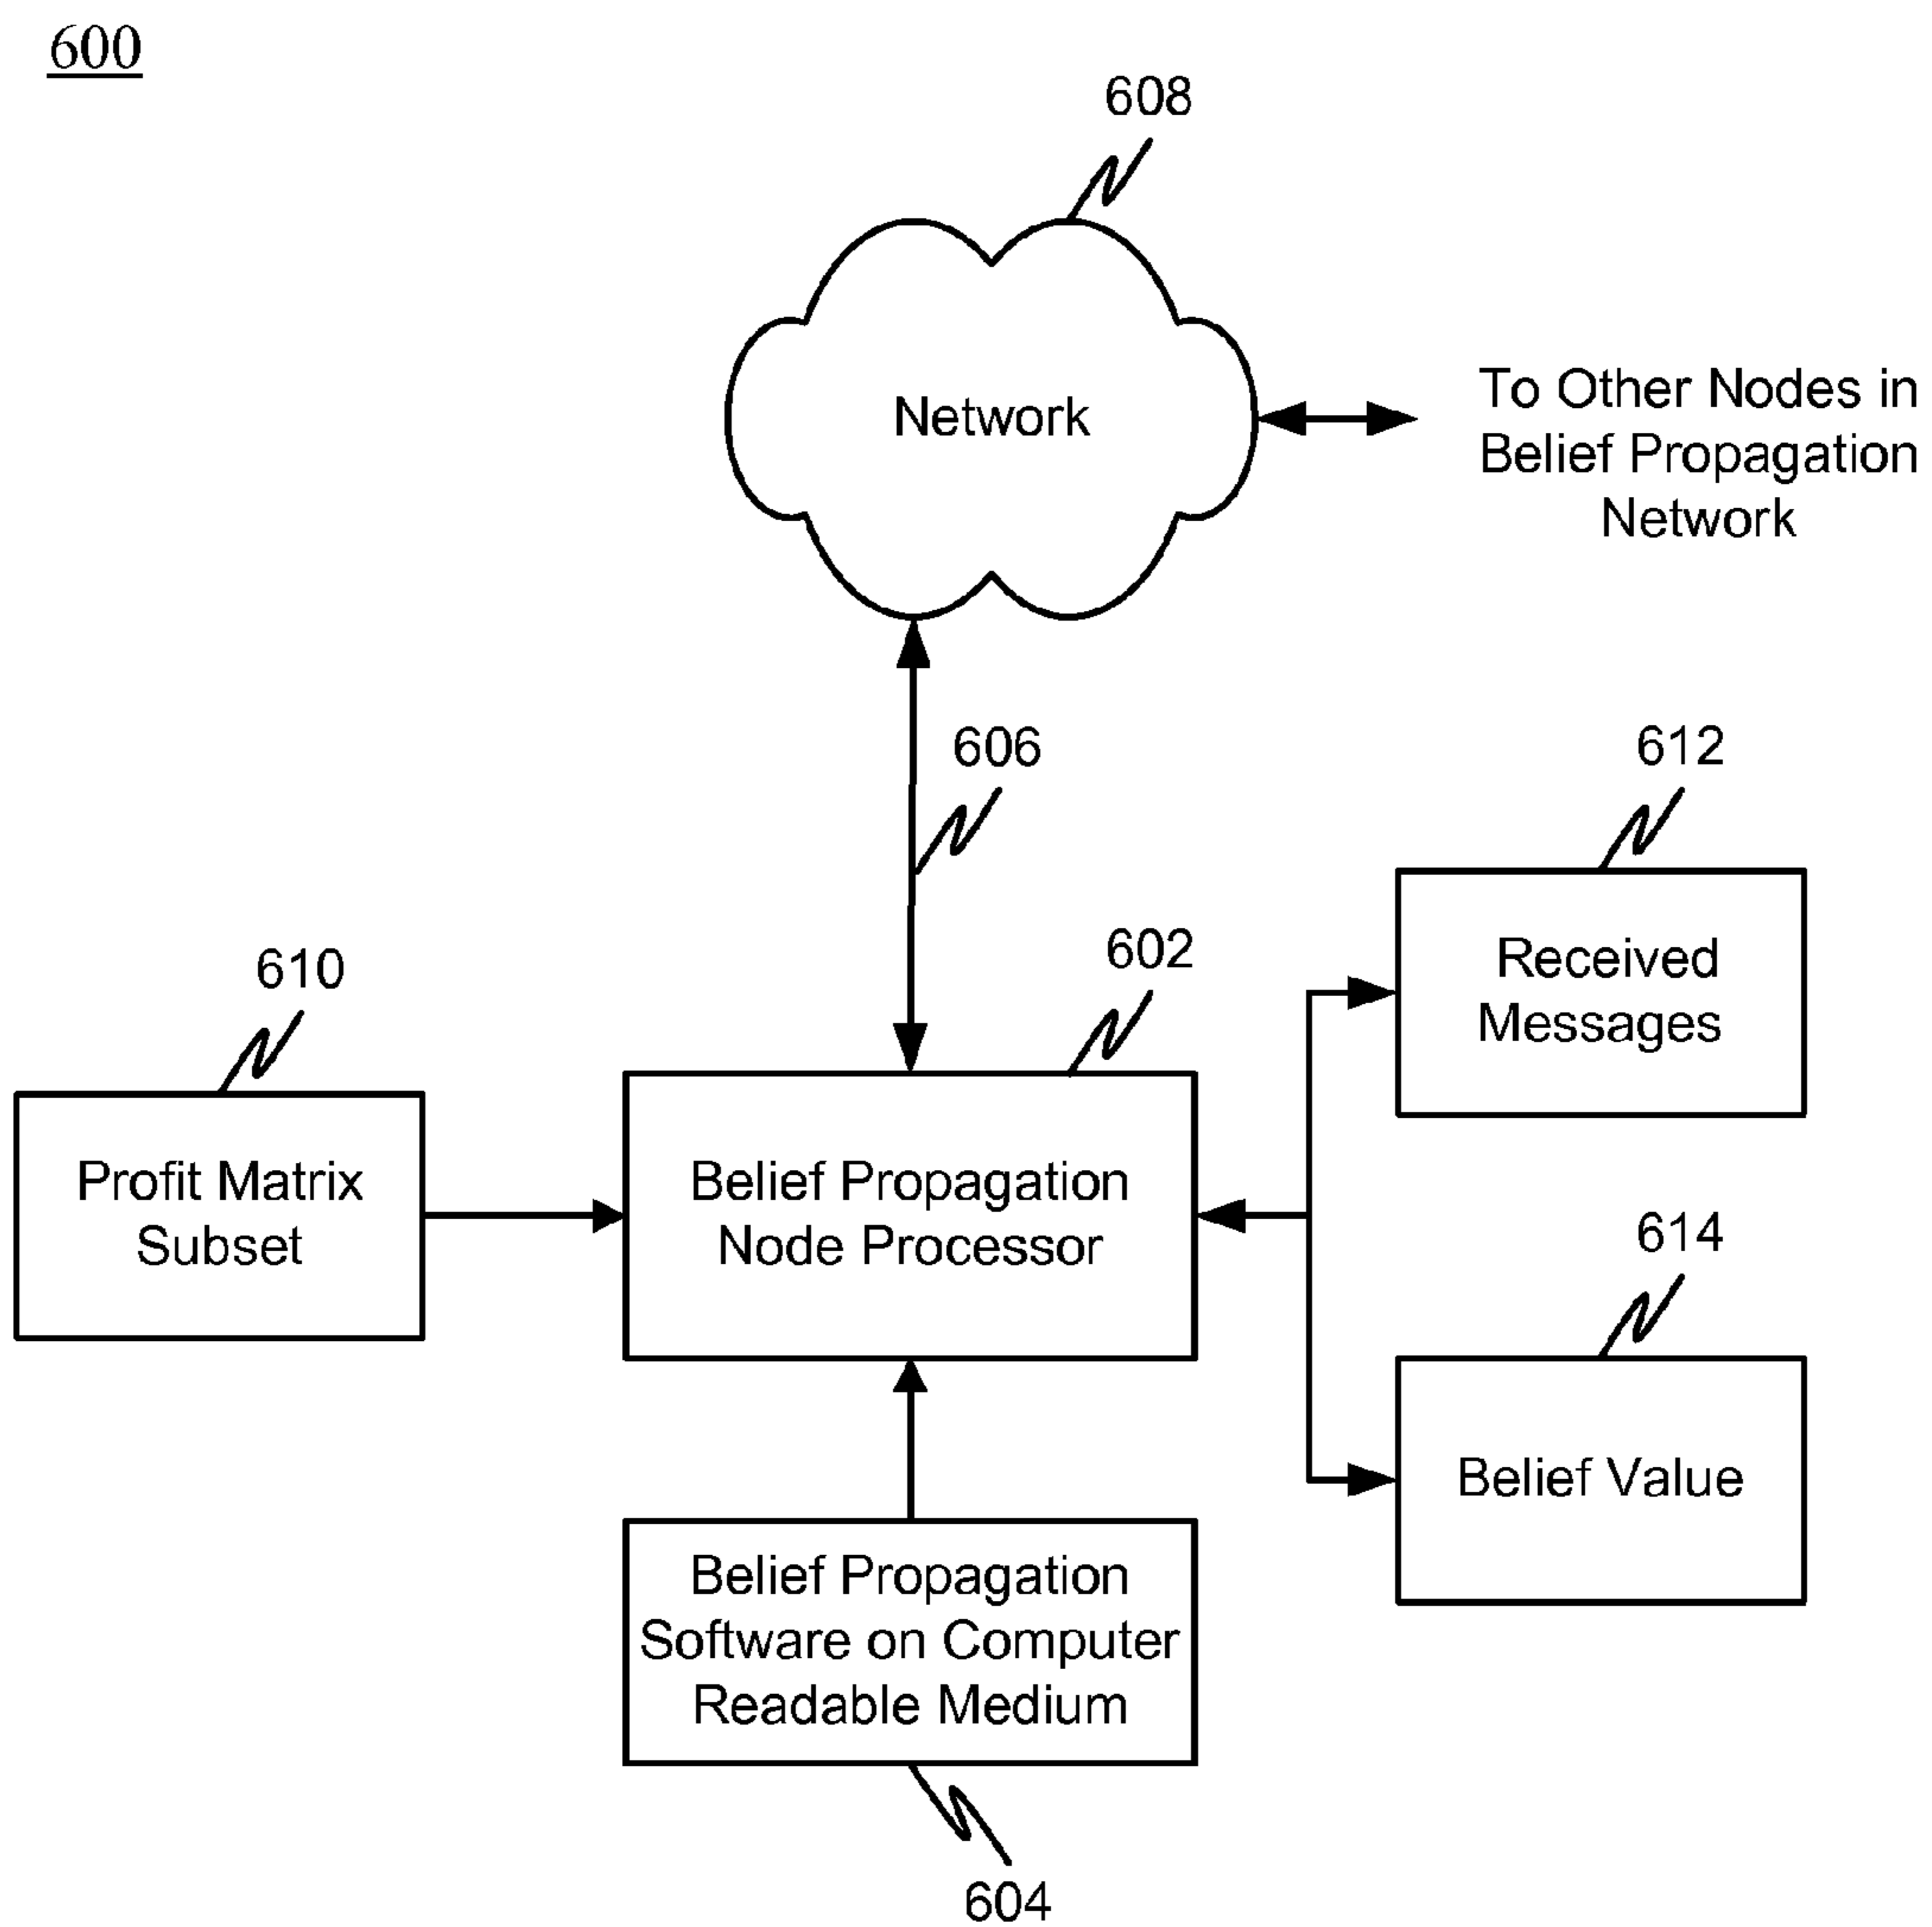 600
608
Network
To Other Nodes in
Belief Propagation
Network
606
612
Received
Messages
602
610
Profit Matrix
Subset
Belief Propagation
Node Processor
614
Belief Value
Belief Propagation
Software on Computer
Readable Medium
604